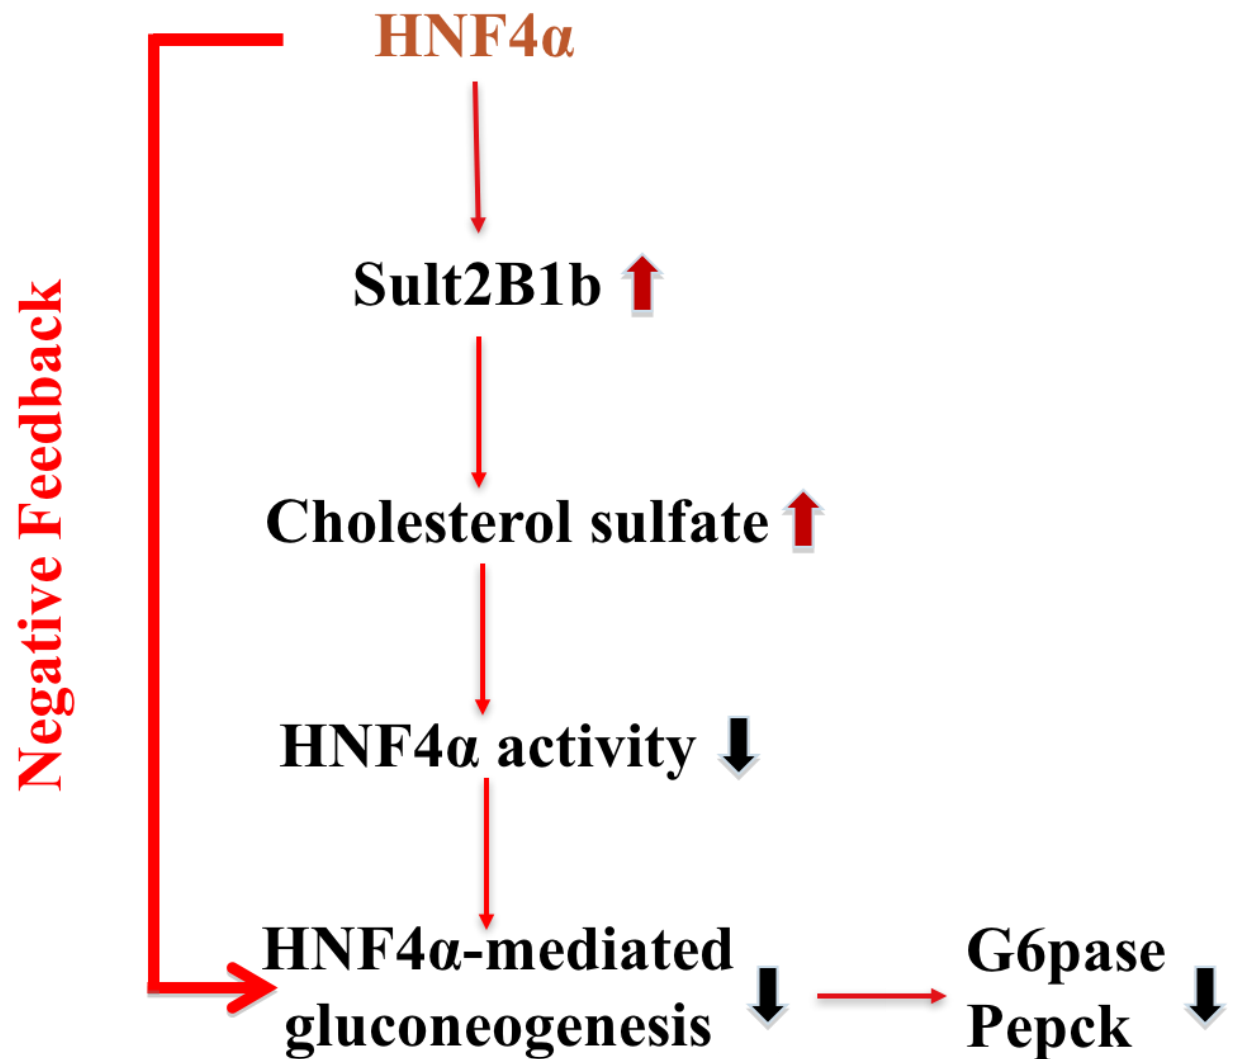 HNF4α
Sult2B1b
Cholesterol sulfate
HNF4α activity
HNF4α-mediated
gluconeogenesis
G6pase
Pepck
Negative Feedback